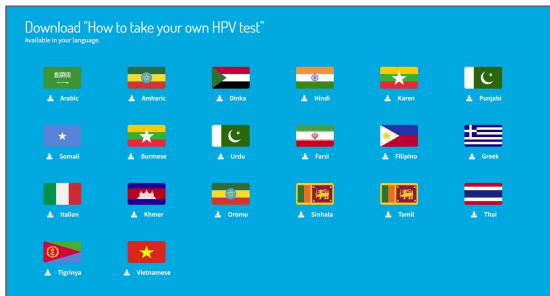 Download "How to take your own HPV test"
Available in your language.
Arabic
Amharic
Dinka
Hindi
Karen
Punjabi
Somali
Burmese
Urdu
Farsi
Filipino
Greek
Italian
Khmer
Oromo
Sinhala
Tamil
Thai
Tigrinya
Vietnamese